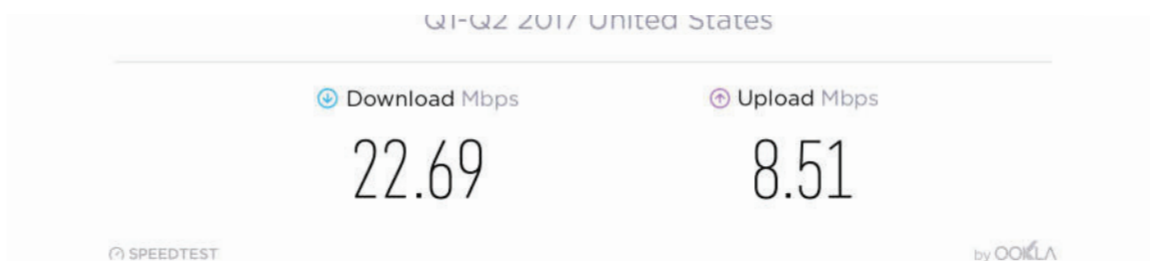 Q1-Q2 2017 United States
Download Mbps
Upload Mbps
22.69
8.51
SPEEDTEST
by OOKLA